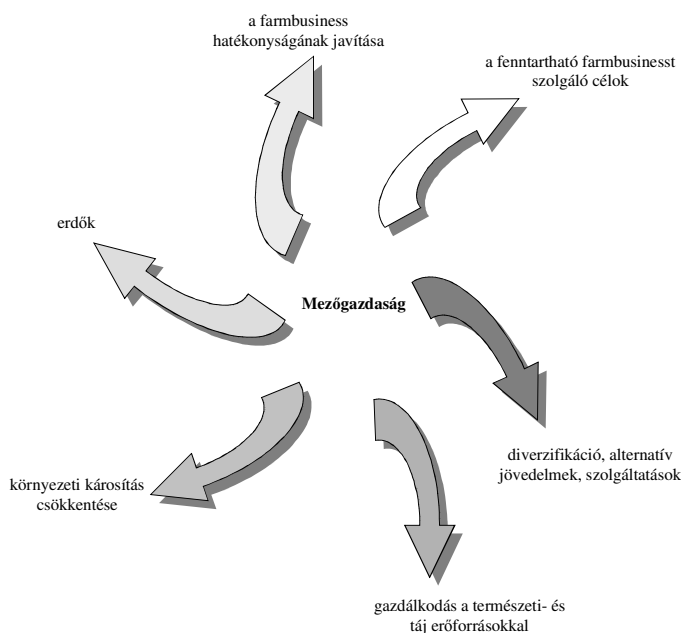 a farmbusiness
hatékonyságának javítása
a fenntartható farmbusinesst
szolgáló célok
erdők
Mezőgazdaság
diverzifikáció, alternatív
jövedelmek, szolgáltatások
környezeti károsítás
csökkentése
gazdálkodás a természeti- és
táj erőforrásokkal